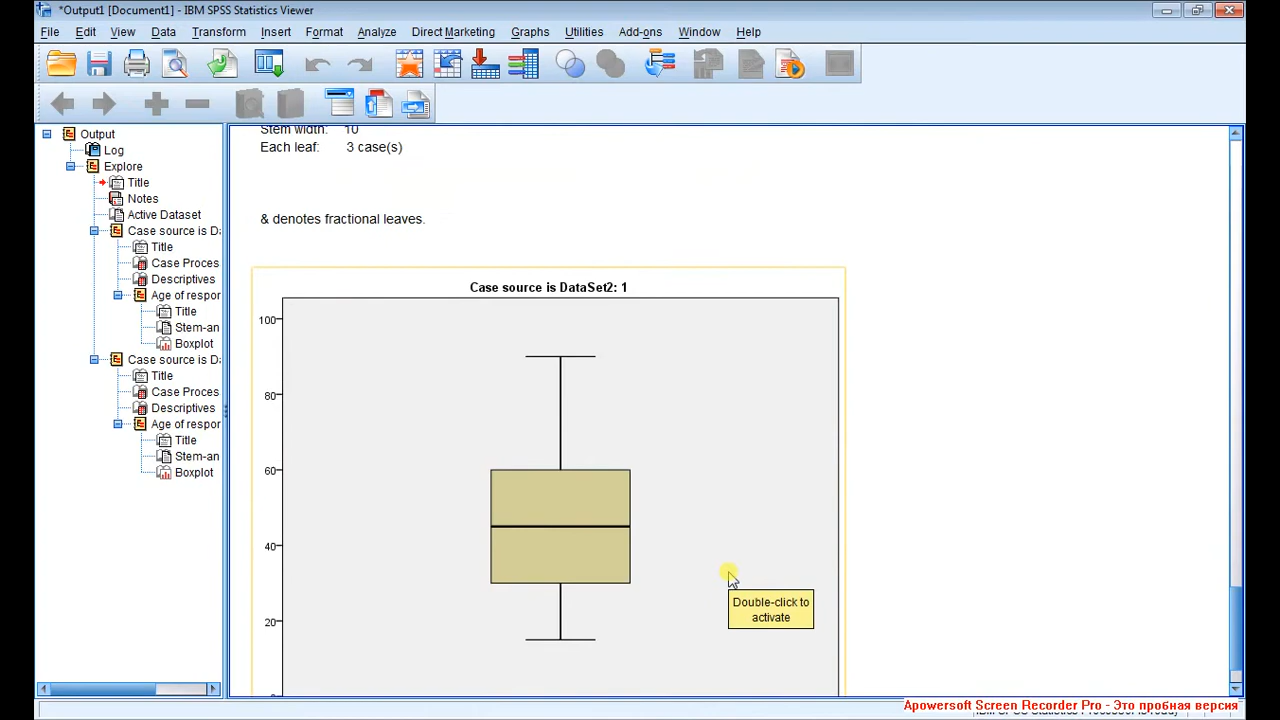 *Output1 [Document1] - IBM SPSS Statistics Viewer
File Edit View Data Transform Insert Format Analyze Direct Marketing Graphs Utilities Add-ons Window Help
Output
Log
Explore
Title
Notes
Active Dataset
Case source is Da
Title
Case Proces
Descriptives
Age of respor
Title
Stem-an
Boxplot
Case source is Da
Title
Case Proces
Descriptives
Age of respor
Title
Stem-an
Boxplot
Stem width: 10
Each leaf: 3 case(s)
& denotes fractional leaves.
Case source is DataSet2: 1
100
80
60
40
20
0
Double-click to
activate
Apowersoft Screen Recorder Pro - Это пробная версия